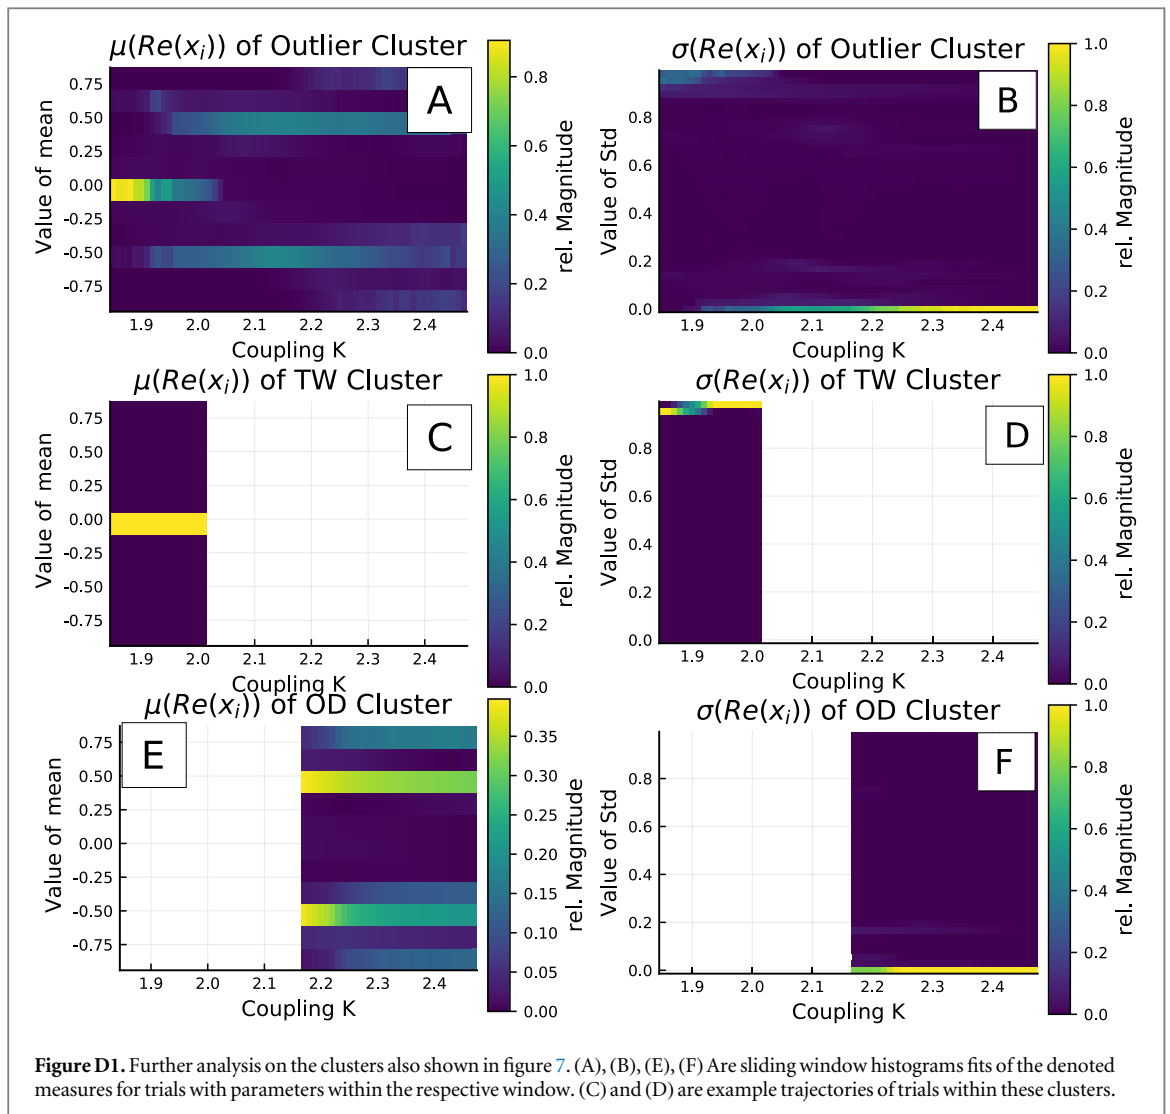 μ(Re(x_i)) of Outlier Cluster
A
Value of mean
0.75
0.50
0.25
0.00
-0.25
-0.50
-0.75
1.9 2.0 2.1 2.2 2.3 2.4
Coupling K
0.8
0.6
0.4
0.2
0.0
rel. Magnitude
σ(Re(x_i)) of Outlier Cluster
B
Value of Std
0.8
0.6
0.4
0.2
0.0
1.9 2.0 2.1 2.2 2.3 2.4
Coupling K
1.0
0.8
0.6
0.4
0.2
0.0
rel. Magnitude
μ(Re(x_i)) of TW Cluster
C
Value of mean
0.75
0.50
0.25
0.00
-0.25
-0.50
-0.75
1.9 2.0 2.1 2.2 2.3 2.4
Coupling K
1.0
0.8
0.6
0.4
0.2
0.0
rel. Magnitude
σ(Re(x_i)) of TW Cluster
D
Value of Std
0.8
0.6
0.4
0.2
0.0
1.9 2.0 2.1 2.2 2.3 2.4
Coupling K
1.0
0.8
0.6
0.4
0.2
0.0
rel. Magnitude
μ(Re(x_i)) of OD Cluster
E
Value of mean
0.75
0.50
0.25
0.00
-0.25
-0.50
-0.75
1.9 2.0 2.1 2.2 2.3 2.4
Coupling K
0.35
0.30
0.25
0.20
0.15
0.10
0.05
0.00
rel. Magnitude
σ(Re(x_i)) of OD Cluster
F
Value of Std
0.8
0.6
0.4
0.2
0.0
1.9 2.0 2.1 2.2 2.3 2.4
Coupling K
1.0
0.8
0.6
0.4
0.2
0.0
rel. Magnitude
Figure D1. Further analysis on the clusters also shown in figure 7. (A), (B), (E), (F) Are sliding window histograms fits of the denoted
measures for trials with parameters within the respective window. (C) and (D) are example trajectories of trials within these clusters.